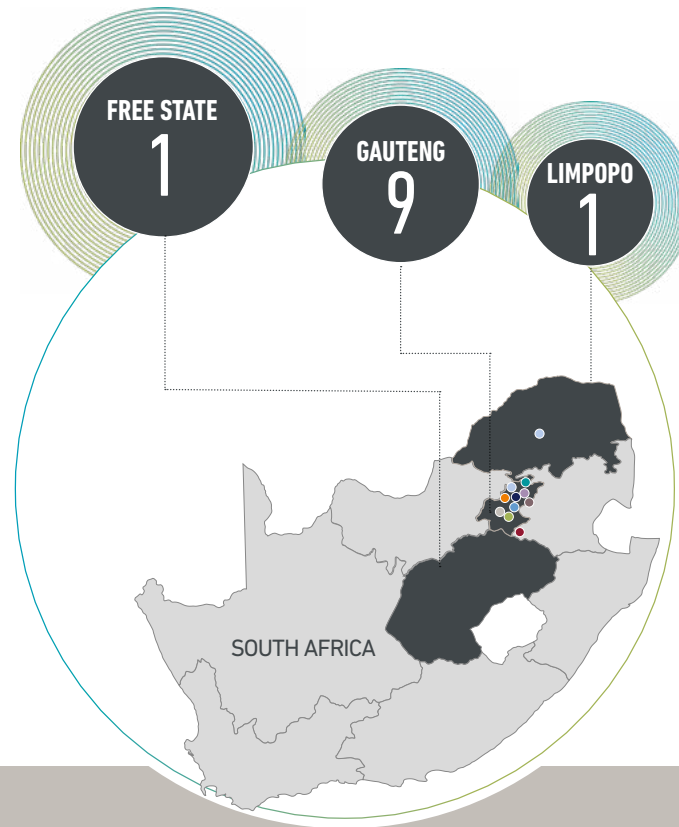 FREE STATE
1
GAUTENG
9
LIMPOPO
1
SOUTH AFRICA